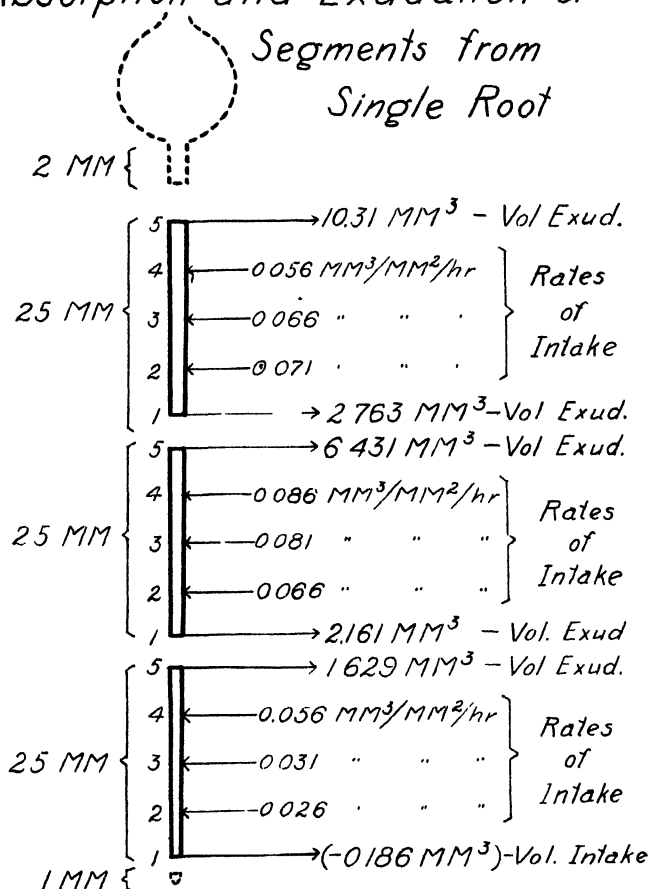 Absorption and Exudation of
Segments from
Single Root
2 MM
5 10.31 MM³ - Vol Exud.
4 0 056 MM³/MM²/hr Rates
25 MM 3 0 066 " " ' of
2 0 071 ' " ' Intake
1 2 763 MM³-Vol Exud.
5 6 431 MM³ - Vol Exud.
4 0 086 MM³/MM²/hr Rates
25 MM 3 0 081 " " " of
2 0 066 " " " Intake
1 2.161 MM³ - Vol. Exud
5 1 629 MM³ - Vol Exud.
4 0.056 MM³/MM²/hr Rates
25 MM 3 0 031 " " " of
2 -0 026 ' " " Intake
1 (-0 186 MM³)-Vol. Intake
1 MM